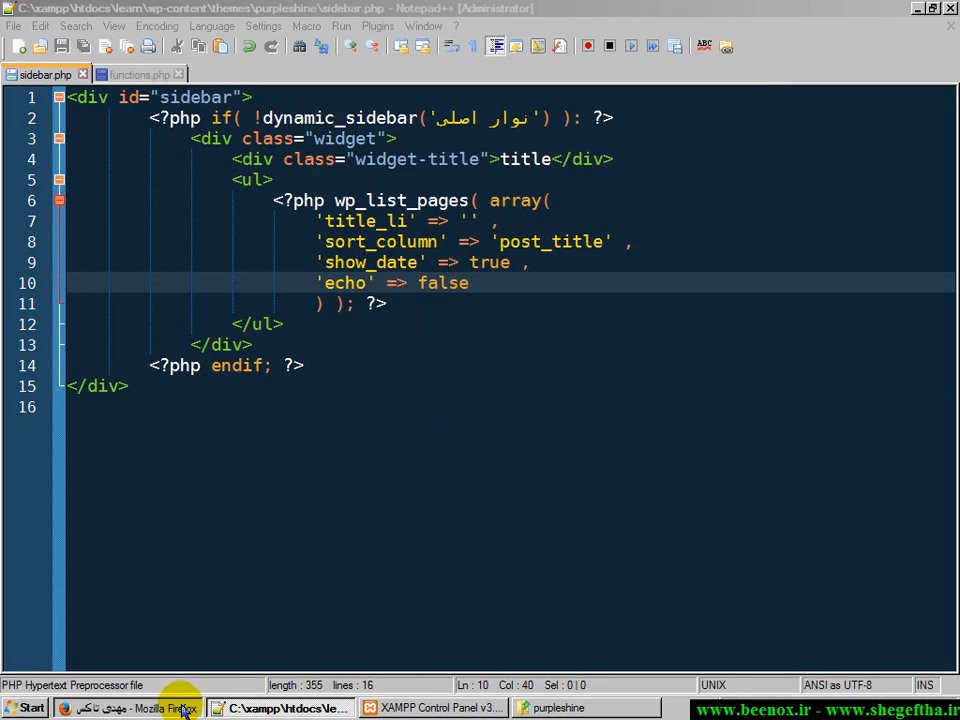 C:\xampp\htdocs\learn\wp-content\themes\purpleshine\sidebar.php - Notepad++ [Administrator]
File Edit Search View Encoding Language Settings Macro Run Plugins Window ?
ABC
sidebar.php functions.php
1 <div id="sidebar">
2 <?php if( !dynamic_sidebar('نوار اصلی') ): ?>
3 <div class="widget">
4 <div class="widget-title">title</div>
5 <ul>
6 <?php wp_list_pages( array(
7 'title_li' => '' ,
8 'sort_column' => 'post_title' ,
9 'show_date' => true ,
10 'echo' => false
11 ) ); ?>
12 </ul>
13 </div>
14 <?php endif; ?>
15 </div>
16
PHP Hypertext Preprocessor file length : 355 lines : 16 Ln : 10 Col : 40 Sel : 0 | 0 UNIX ANSI as UTF-8 INS
Start مهدی تاکس - Mozilla Firefox C:\xampp\htdocs\le... XAMPP Control Panel v3.... purpleshine
www.beenox.ir - www.shegeftha.ir